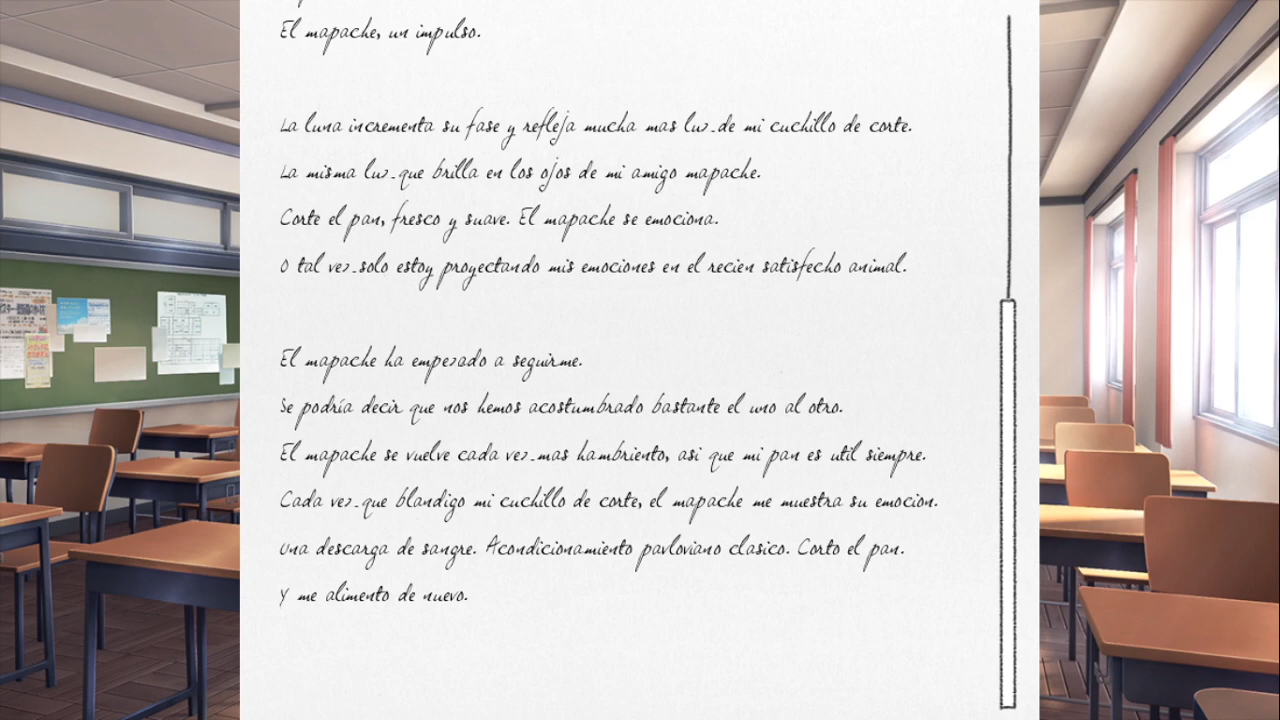 El mapache, un impulso.
La luna incrementa su fase y refleja mucha mas luz de mi cuchillo de corte.
La misma luz que brilla en los ojos de mi amigo mapache.
Corte el pan, fresco y suave. El mapache se emociona.
O tal vez solo estoy proyectando mis emociones en el recien satisfecho animal.
El mapache ha empezado a seguirme.
Se podría decir que nos hemos acostumbrado bastante el uno al otro.
El mapache se vuelve cada vez mas hambriento, asi que mi pan es util siempre.
Cada vez que blandigo mi cuchillo de corte, el mapache me muestra su emocion.
Una descarga de sangre. Acondicionamiento pavloviano clasico. Corto el pan.
Y me alimento de nuevo.